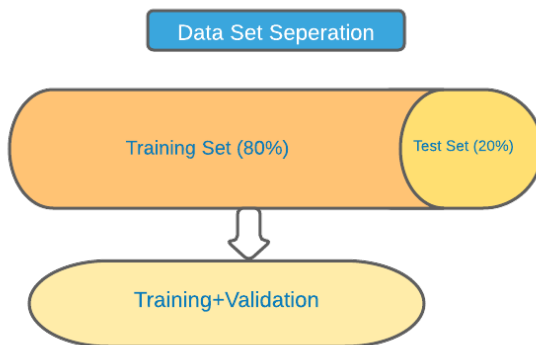 Data Set Seperation
Training Set (80%)
Test Set (20%)
Training+Validation